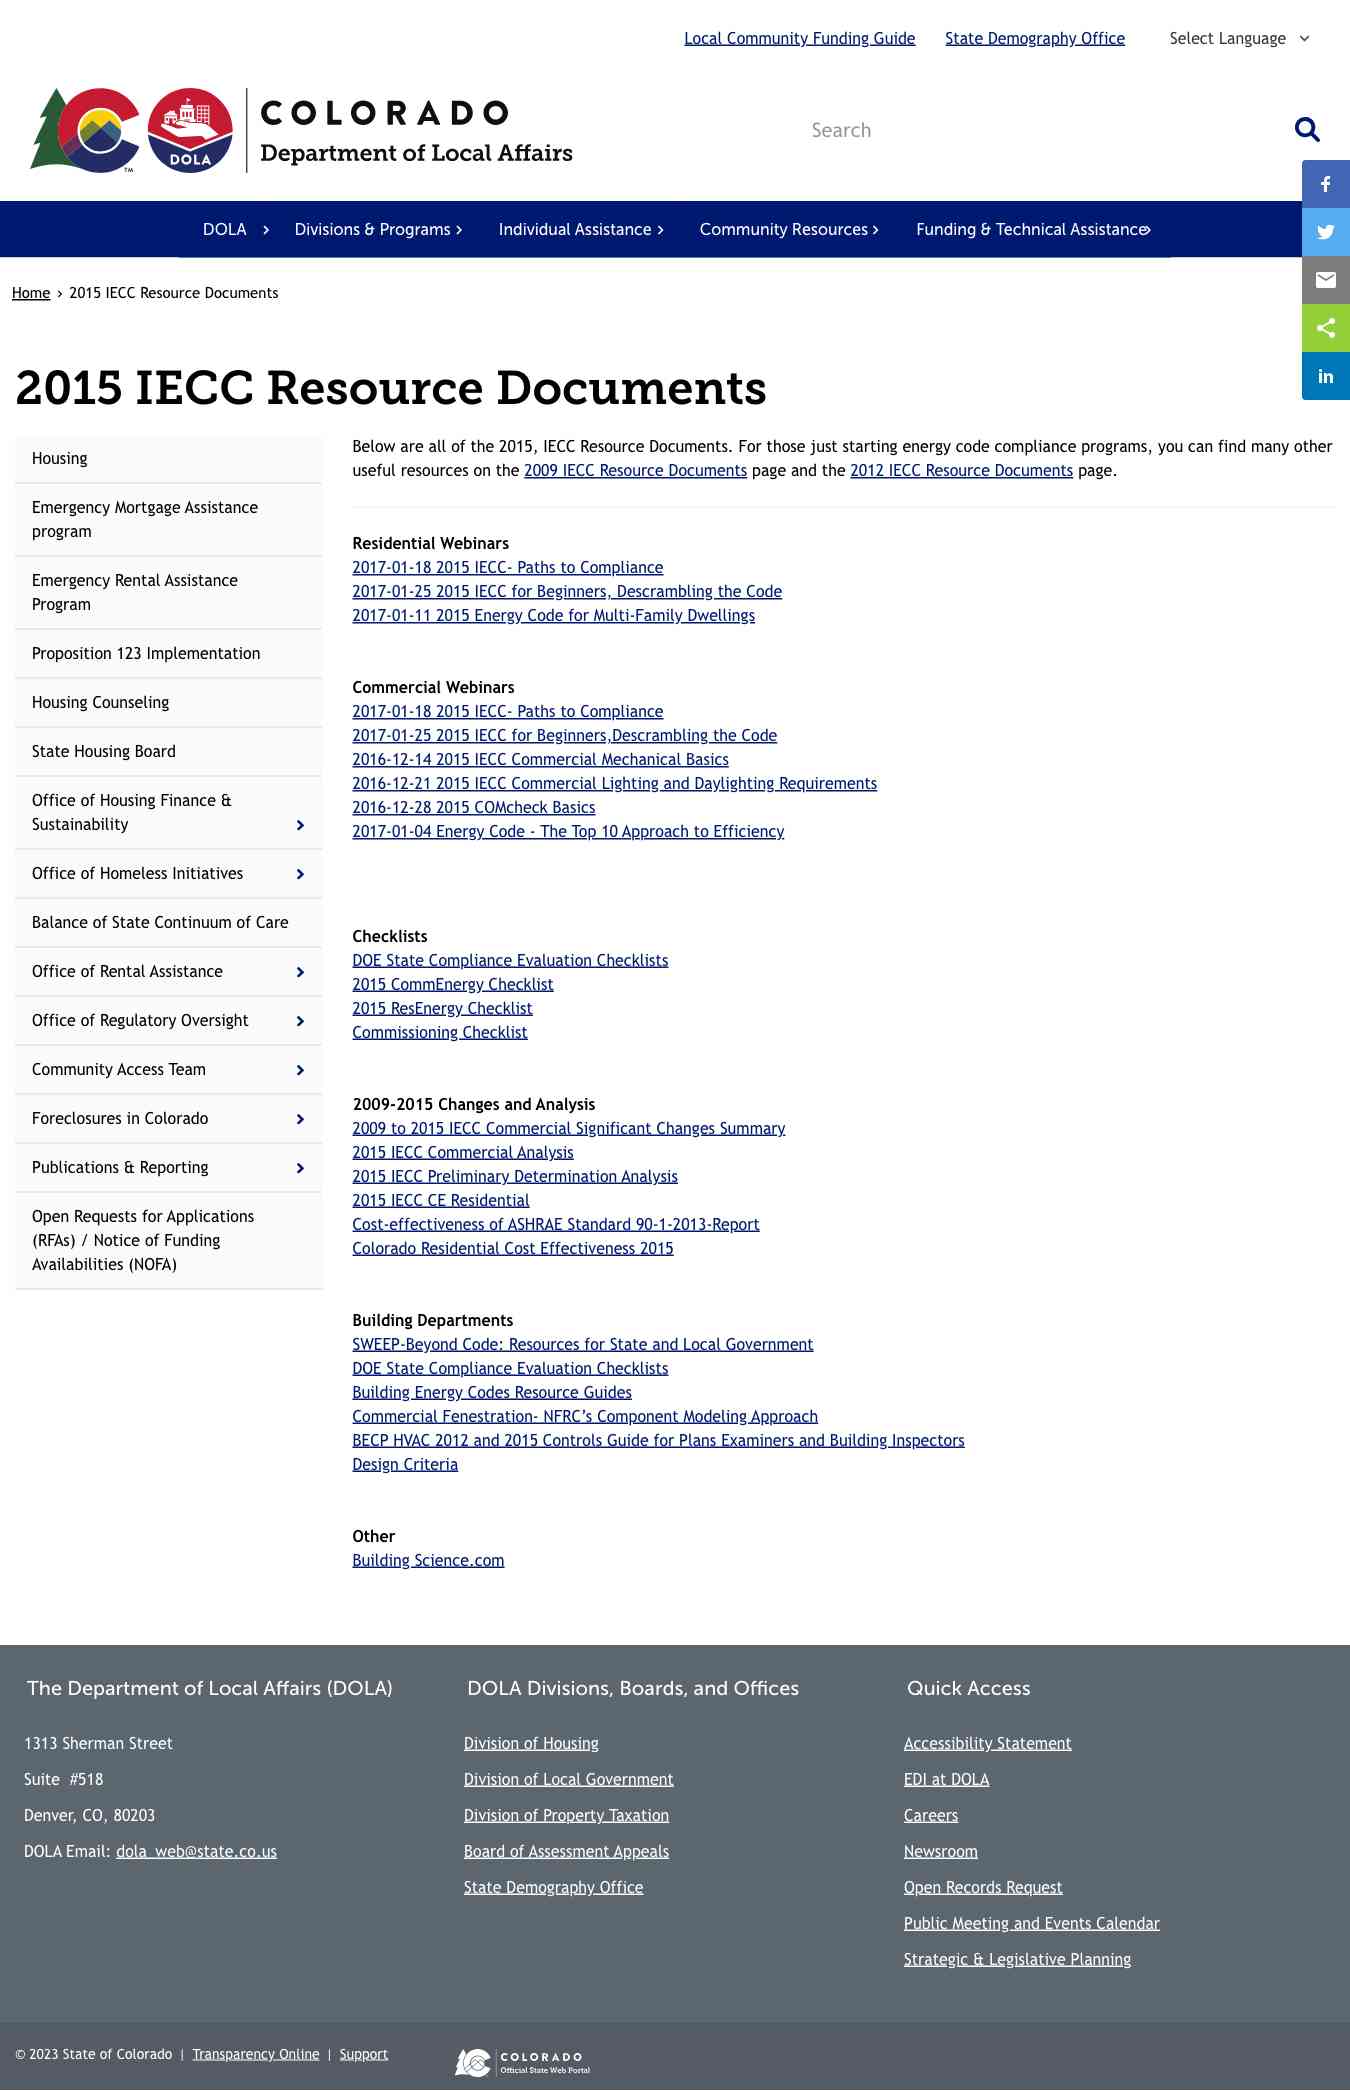 Local Community Funding Guide State Demography Office Select Language
COLORADO
Department of Local Affairs
DOLA
TM
Search
DOLA Divisions & Programs Individual Assistance Community Resources Funding & Technical Assistance
Home › 2015 IECC Resource Documents
2015 IECC Resource Documents
Housing
Emergency Mortgage Assistance
program
Emergency Rental Assistance
Program
Proposition 123 Implementation
Housing Counseling
State Housing Board
Office of Housing Finance &
Sustainability
Office of Homeless Initiatives
Balance of State Continuum of Care
Office of Rental Assistance
Office of Regulatory Oversight
Community Access Team
Foreclosures in Colorado
Publications & Reporting
Open Requests for Applications
(RFAs) / Notice of Funding
Availabilities (NOFA)
Below are all of the 2015, IECC Resource Documents. For those just starting energy code compliance programs, you can find many other
useful resources on the 2009 IECC Resource Documents page and the 2012 IECC Resource Documents page.
Residential Webinars
2017-01-18 2015 IECC- Paths to Compliance
2017-01-25 2015 IECC for Beginners, Descrambling the Code
2017-01-11 2015 Energy Code for Multi-Family Dwellings
Commercial Webinars
2017-01-18 2015 IECC- Paths to Compliance
2017-01-25 2015 IECC for Beginners,Descrambling the Code
2016-12-14 2015 IECC Commercial Mechanical Basics
2016-12-21 2015 IECC Commercial Lighting and Daylighting Requirements
2016-12-28 2015 COMcheck Basics
2017-01-04 Energy Code - The Top 10 Approach to Efficiency
Checklists
DOE State Compliance Evaluation Checklists
2015 CommEnergy Checklist
2015 ResEnergy Checklist
Commissioning Checklist
2009-2015 Changes and Analysis
2009 to 2015 IECC Commercial Significant Changes Summary
2015 IECC Commercial Analysis
2015 IECC Preliminary Determination Analysis
2015 IECC CE Residential
Cost-effectiveness of ASHRAE Standard 90-1-2013-Report
Colorado Residential Cost Effectiveness 2015
Building Departments
SWEEP-Beyond Code: Resources for State and Local Government
DOE State Compliance Evaluation Checklists
Building Energy Codes Resource Guides
Commercial Fenestration- NFRC's Component Modeling Approach
BECP HVAC 2012 and 2015 Controls Guide for Plans Examiners and Building Inspectors
Design Criteria
Other
Building Science.com
The Department of Local Affairs (DOLA)
1313 Sherman Street
Suite #518
Denver, CO, 80203
DOLA Email: dola_web@state.co.us
DOLA Divisions, Boards, and Offices
Division of Housing
Division of Local Government
Division of Property Taxation
Board of Assessment Appeals
State Demography Office
Quick Access
Accessibility Statement
EDI at DOLA
Careers
Newsroom
Open Records Request
Public Meeting and Events Calendar
Strategic & Legislative Planning
© 2023 State of Colorado | Transparency Online | Support
COLORADO
Official State Web Portal